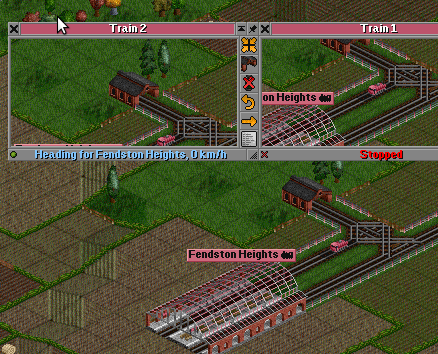 Train 2
Train 1
on Heights
Heading for Fendston Heights, 0 km/h
Stopped
Fendston Heights